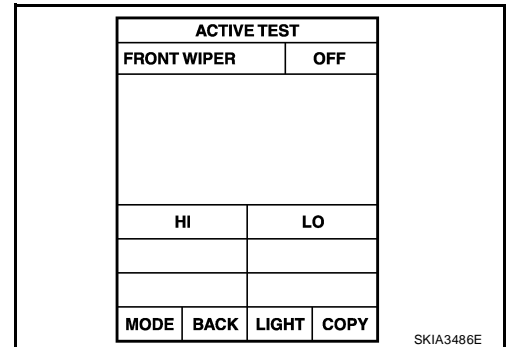 ACTIVE TEST
FRONT WIPER OFF
HI LO
MODE BACK LIGHT COPY
SKIA3486E